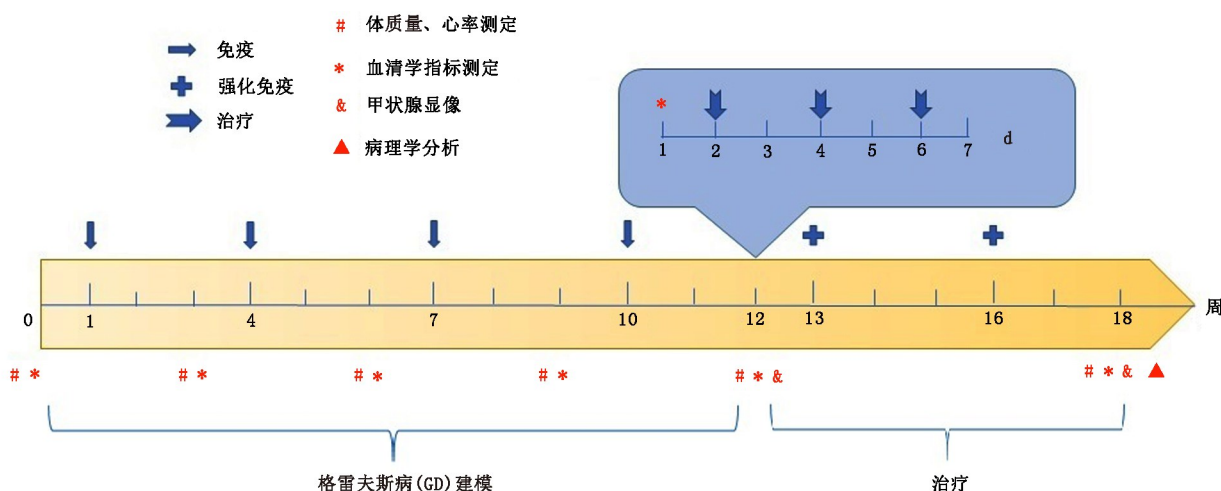 免疫
强化免疫
治疗
# 体质量、心率测定
* 血清学指标测定
& 甲状腺显像
病理学分析
*
1 2 3 4 5 6 7 d
0 1 4 7 10 12 13 16 18 周
# * # * # * # * # * & # * &
格雷夫斯病(GD)建模 治疗